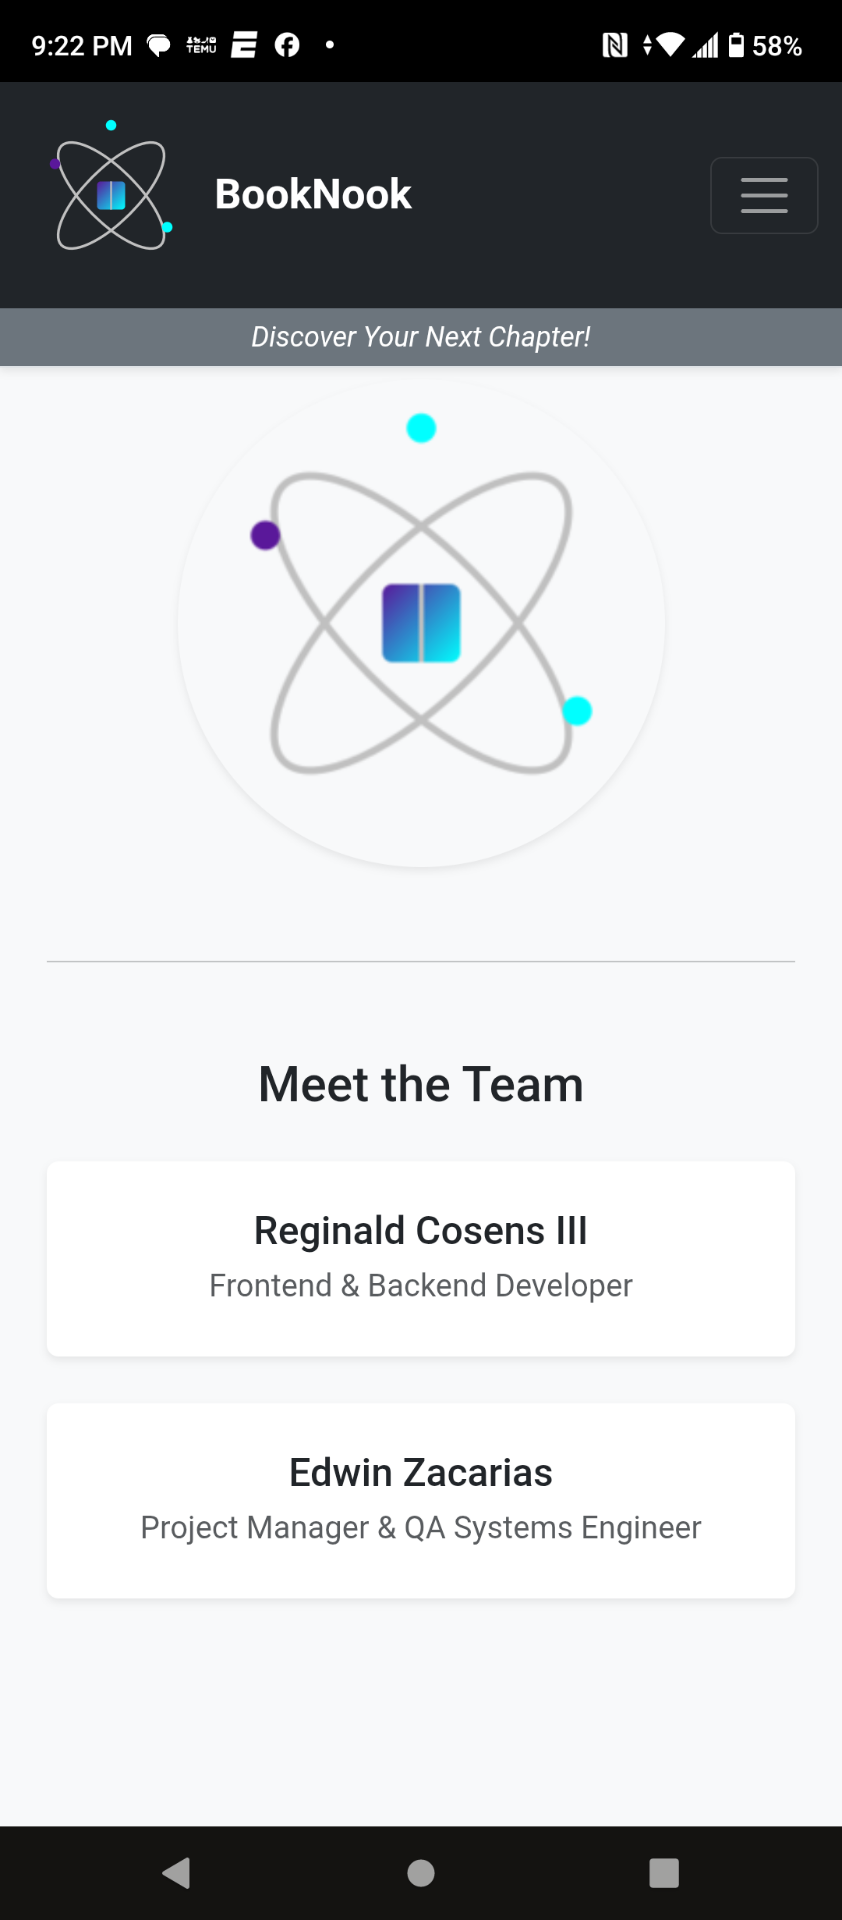 9:22 PM
TEMU
58%
BookNook
Discover Your Next Chapter!
Meet the Team
Reginald Cosens III
Frontend & Backend Developer
Edwin Zacarias
Project Manager & QA Systems Engineer